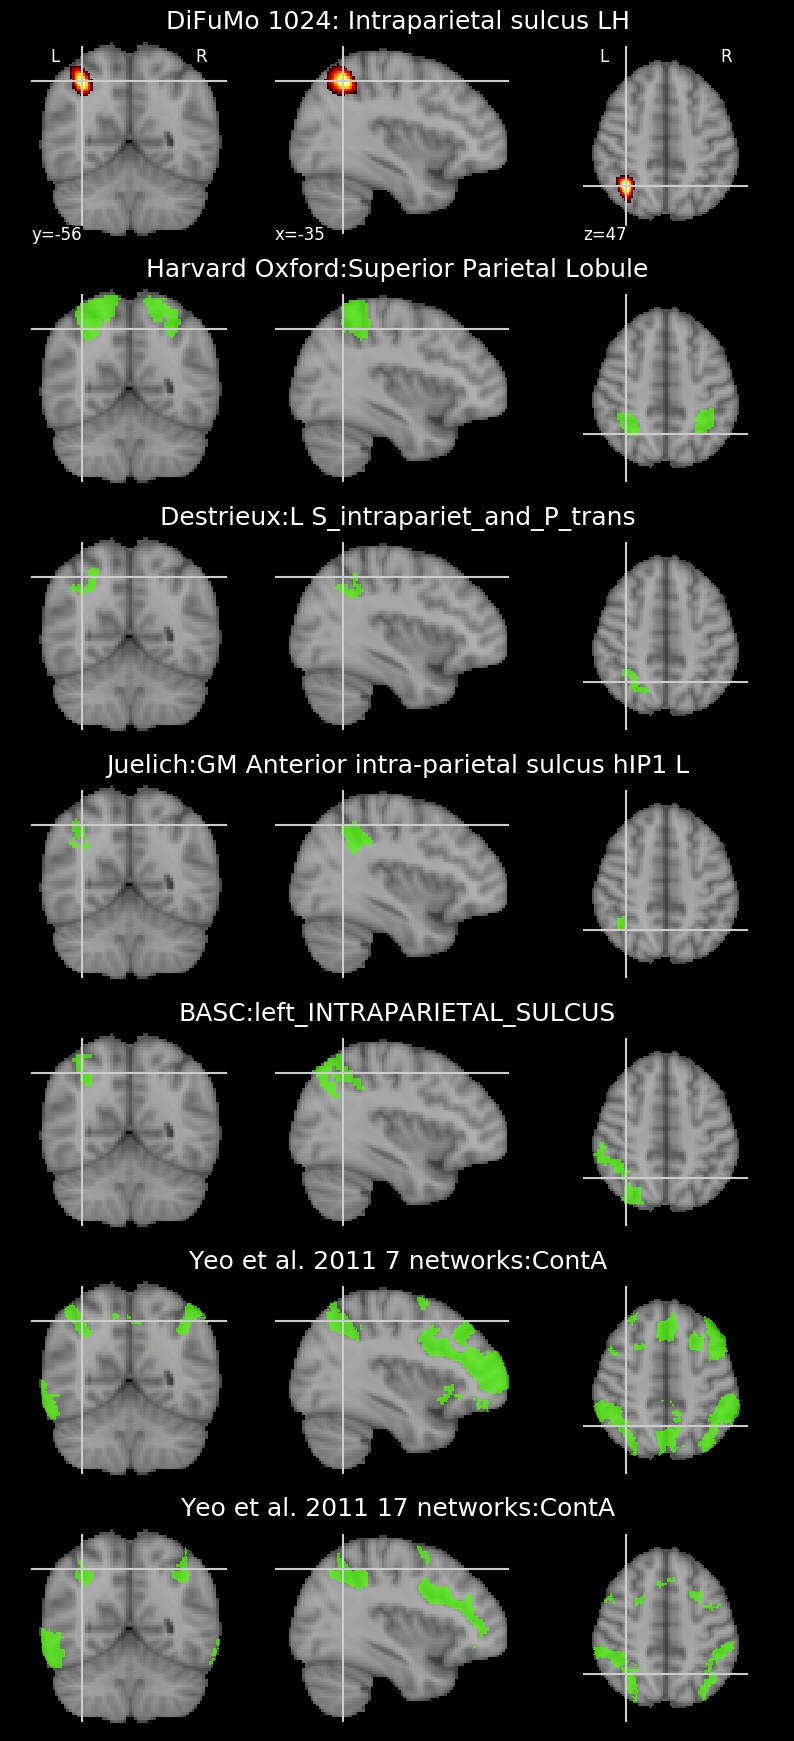 DiFuMo 1024: Intraparietal sulcus LH
L R L R
y=-56 x=-35 z=47
Harvard Oxford:Superior Parietal Lobule
Destrieux:L S_intrapariet_and_P_trans
Juelich:GM Anterior intra-parietal sulcus hIP1 L
BASC:left_INTRAPARIETAL_SULCUS
Yeo et al. 2011 7 networks:ContA
Yeo et al. 2011 17 networks:ContA